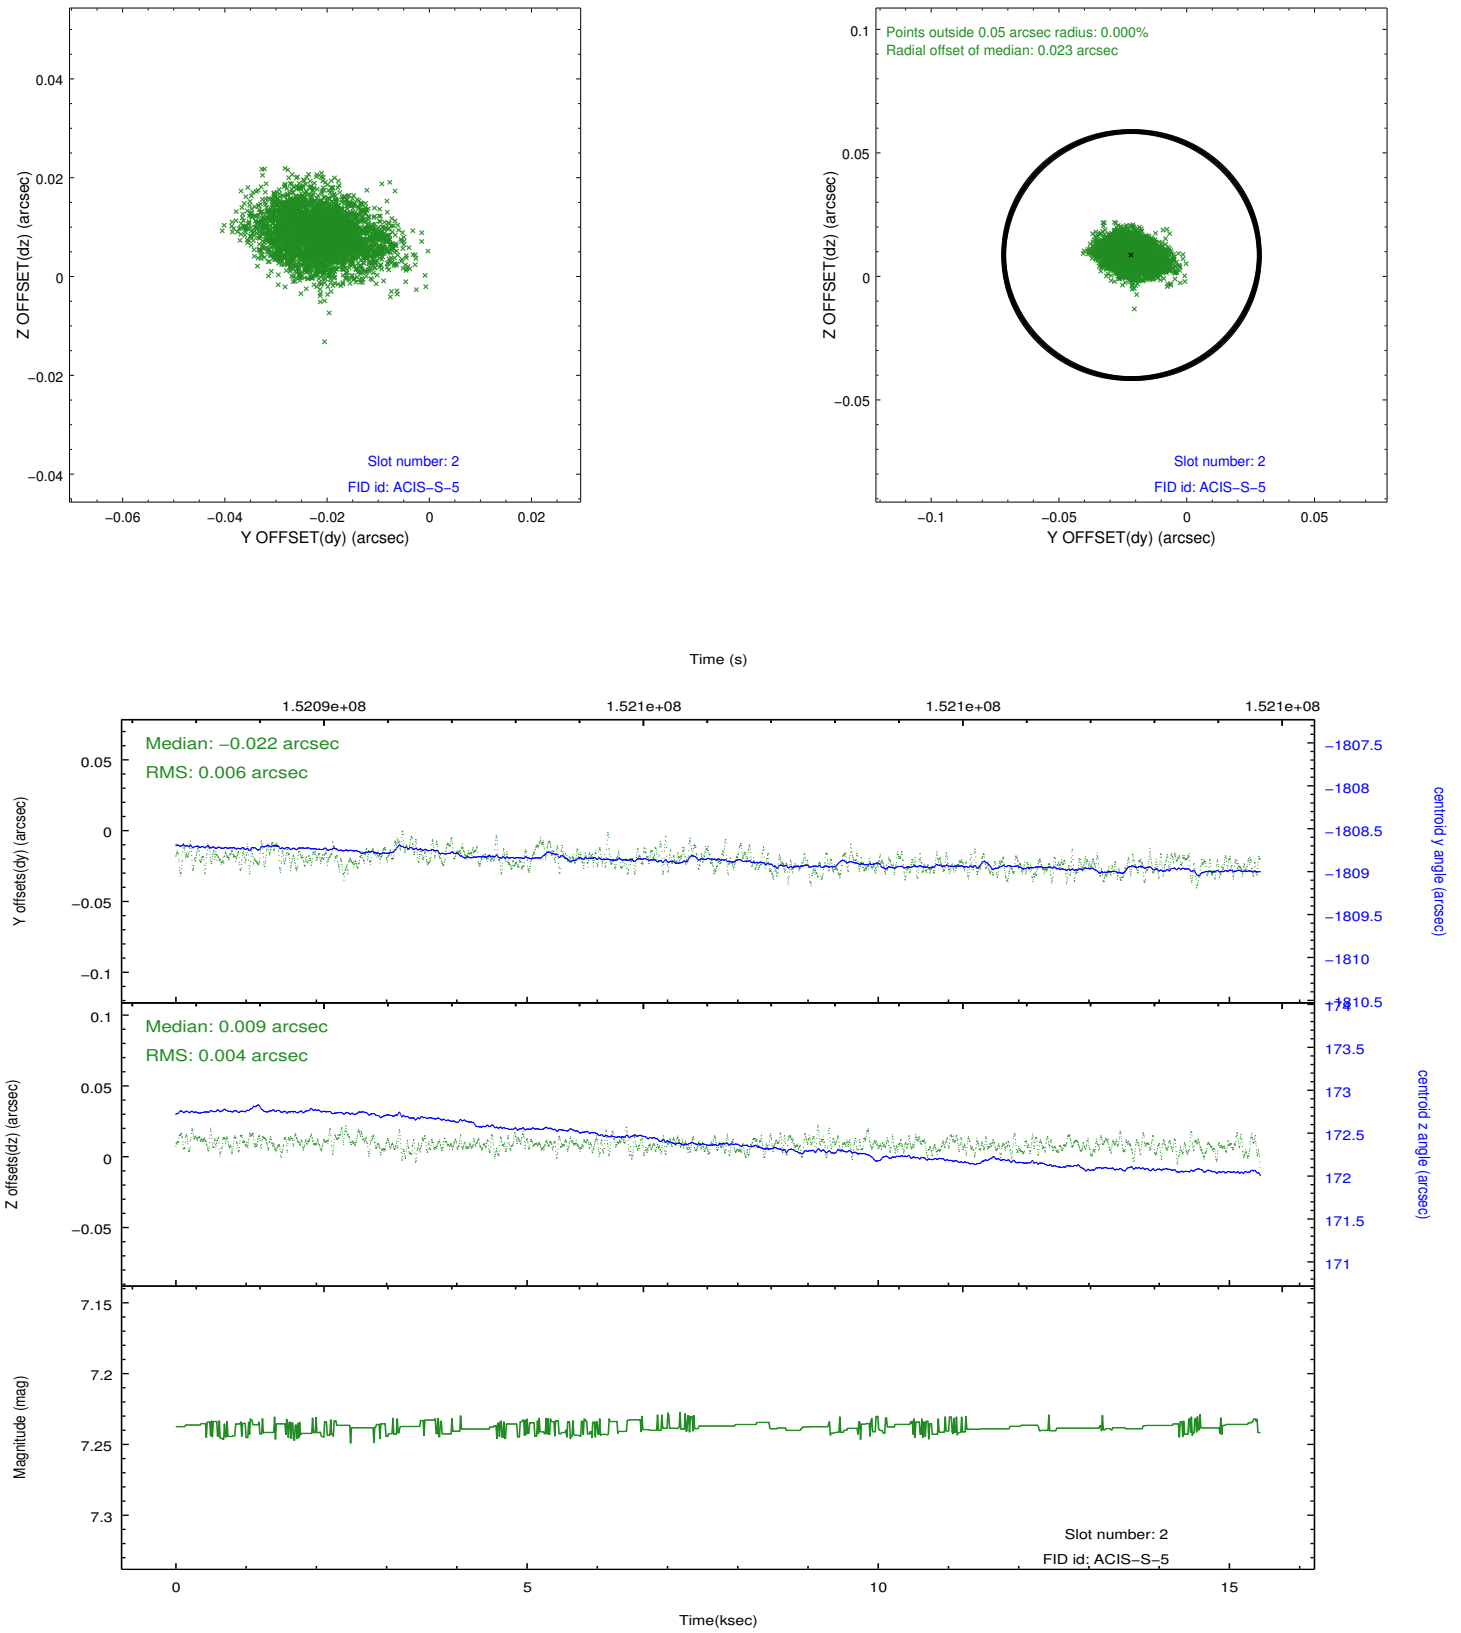 Points outside 0.05 arcsec radius: 0.000%
Radial offset of median: 0.023 arcsec
0.04
0.02
0
−0.02
−0.04
Z OFFSET(dz) (arcsec)
Slot number: 2
FID id: ACIS−S−5
−0.06
−0.04
−0.02
0
0.02
Y OFFSET(dy) (arcsec)
0.1
0.05
0
−0.05
Z OFFSET(dz) (arcsec)
Slot number: 2
FID id: ACIS−S−5
−0.1
−0.05
0
0.05
Y OFFSET(dy) (arcsec)
Time (s)
1.5209e+08
1.521e+08
1.521e+08
1.521e+08
Median: −0.022 arcsec
RMS: 0.006 arcsec
0.05
0
−0.05
−0.1
Y offsets(dy) (arcsec)
−1807.5
−1808
−1808.5
−1809
−1809.5
−1810
−1810.5
centroid y angle (arcsec)
Median: 0.009 arcsec
RMS: 0.004 arcsec
0.1
0.05
0
−0.05
Z offsets(dz) (arcsec)
174
173.5
173
172.5
172
171.5
171
centroid z angle (arcsec)
7.15
7.2
7.25
7.3
Magnitude (mag)
Slot number: 2
FID id: ACIS−S−5
0
5
10
15
Time(ksec)